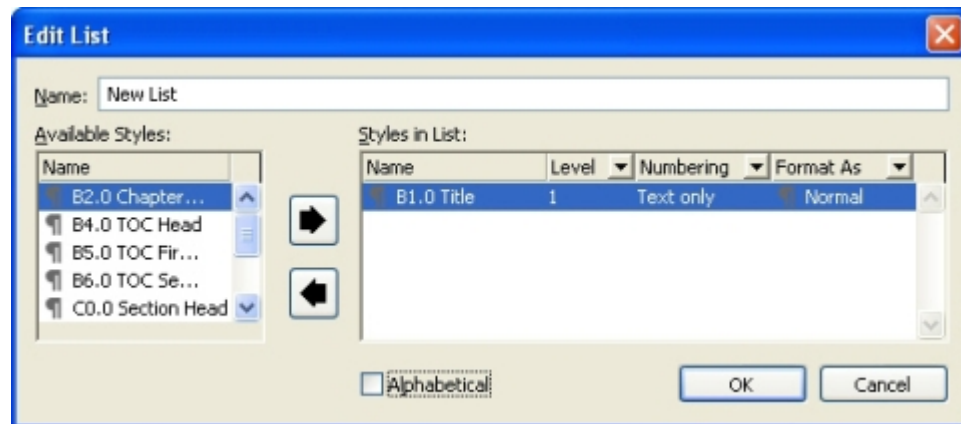 Edit List
Name: New List
Available Styles:
Styles in List:
Name
Name Level Numbering Format As
B2.0 Chapter...
B4.0 TOC Head
B5.0 TOC Fir...
B6.0 TOC Se...
C0.0 Section Head
B1.0 Title 1 Text only Normal
Alphabetical
OK
Cancel